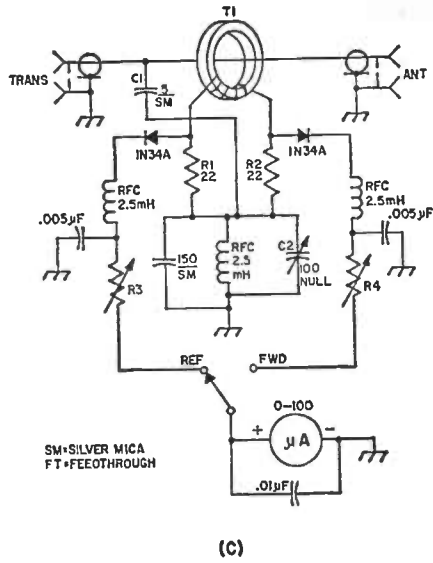 T1
TRANS
C1
5
SM
ANT
1N34A
R1
22
R2
22
1N34A
RFC
2.5mH
RFC
2.5mH
.005µF
.005µF
150
SM
RFC
2.5
mH
C2
100
NULL
R3
R4
REF
FWD
0-100
+
µA
-
.01µF
SM=SILVER MICA
FT=FEEDTHROUGH
(C)